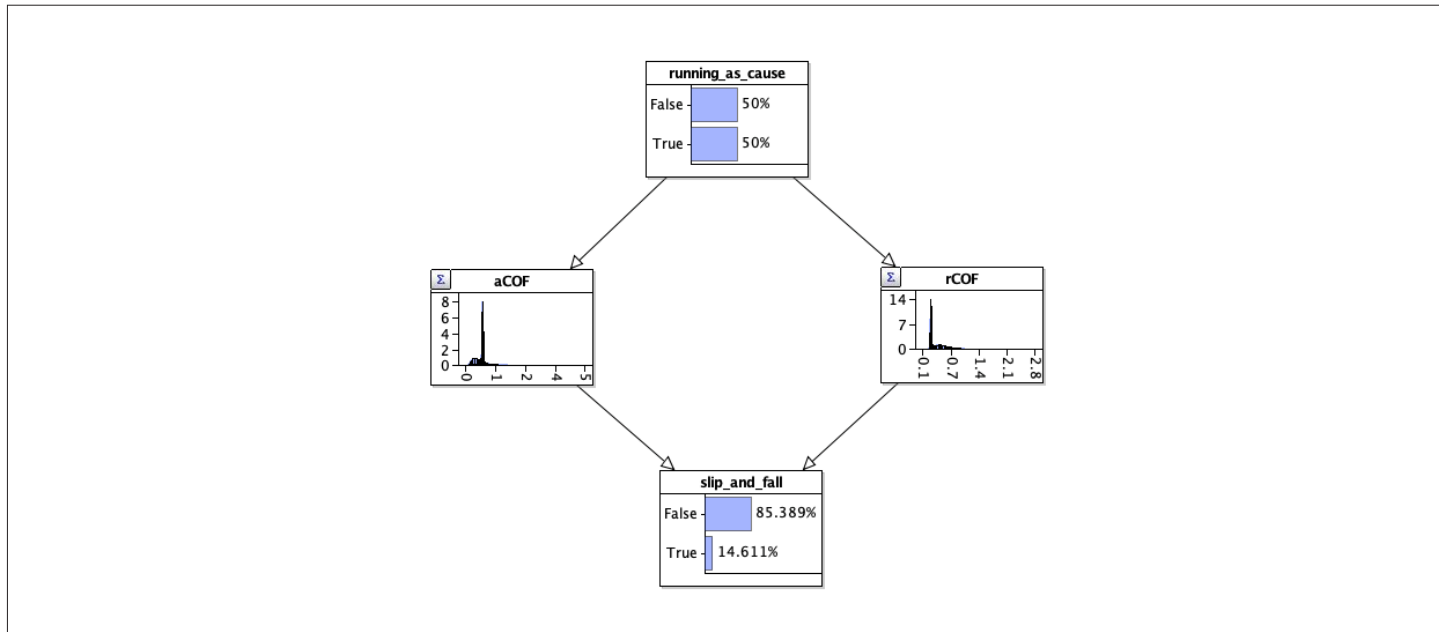 running_as_cause
False 50%
True 50%
Σ
aCOF
8
6
4
2
0
0 1 2 4 5
Σ
rCOF
14
7
0
0.1 0.7 1.4 2.1 2.8
slip_and_fall
False 85.389%
True 14.611%